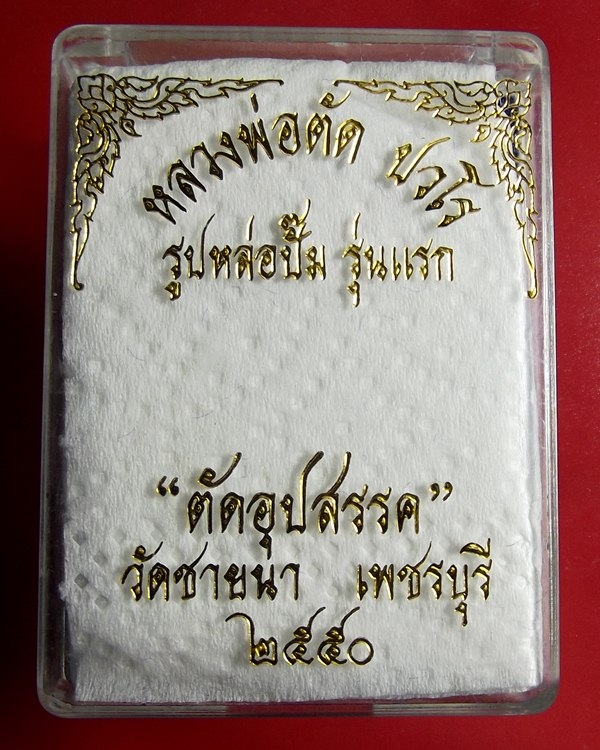 หลวงพ่อตัด ปวโร
รูปหล่อปั๊ม รุ่นแรก
“ตัดอุปสรรค”
วัดชายนา เพชรบุรี
๒๕๕๐